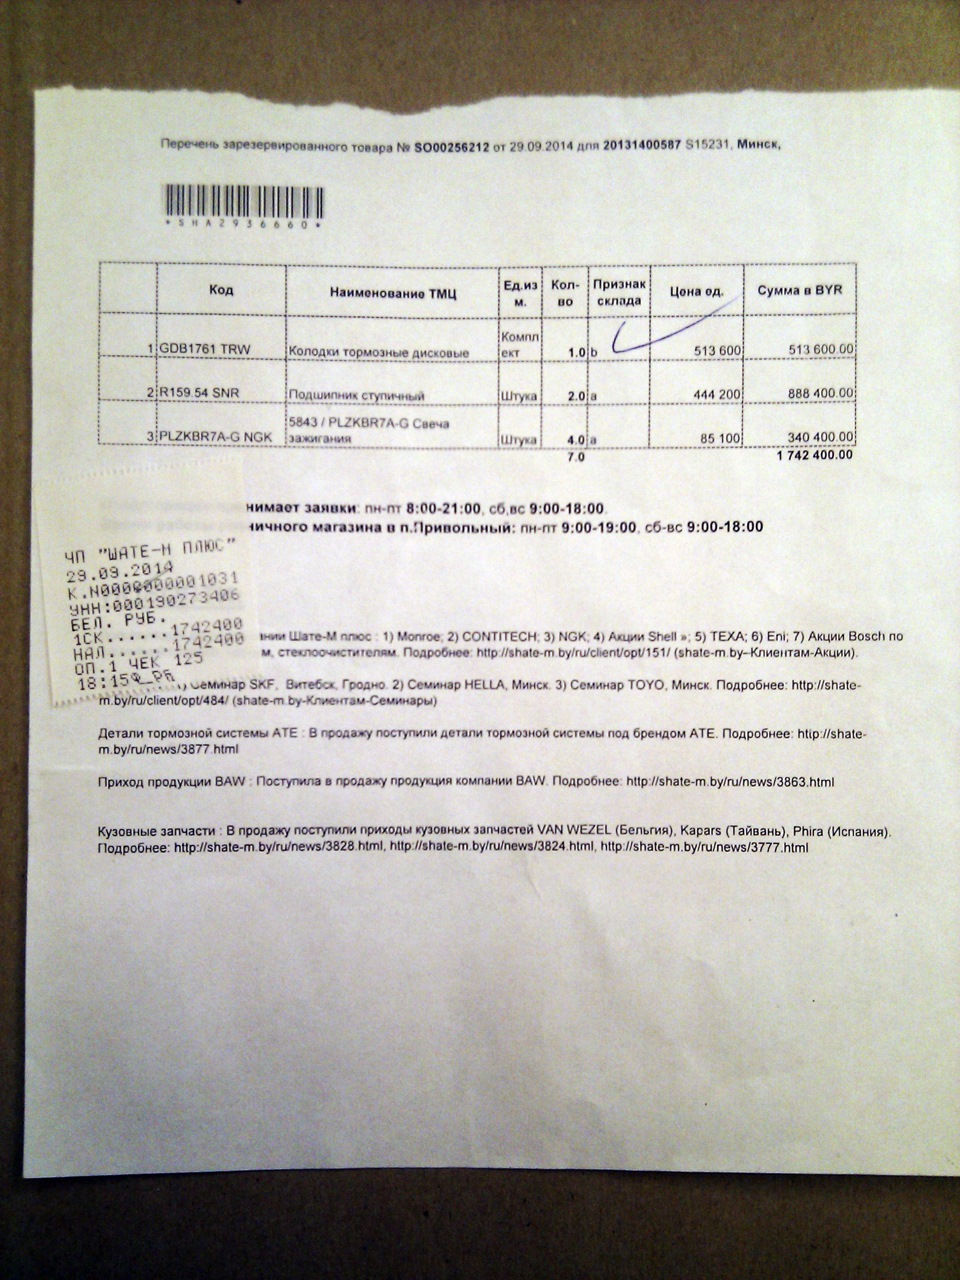 Перечень зарезервированного товара № SO00256212 от 29.09.2014 для 20131400587 S15231, Минск,
*SHA2936660*
Код Наименование ТМЦ Ед.из м. Кол-во Признак склада Цена ед. Сумма в BYR
1 GDB1761 TRW Колодки тормозные дисковые Компл ект 1.0 b 513 600 513 600.00
2 R159.54 SNR Подшипник ступичный Штука 2.0 a 444 200 888 400.00
3 PLZKBR7A-G NGK 5843 / PLZKBR7A-G Свеча зажигания Штука 4.0 a 85 100 340 400.00
7.0 1 742 400.00
нимает заявки: пн-пт 8:00-21:00, сб,вс 9:00-18:00.
ничного магазина в п.Привольный: пн-пт 9:00-19:00, сб-вс 9:00-18:00
ЧП "ШАТЕ-М ПЛЮС"
29.09.2014
К.N0000000001031
УНН:000190273406
БЕЛ. РУБ.
1СК......1742400
НАЛ......1742400
ОП.1 ЧЕК 125
18:15
нии Шате-М плюс : 1) Monroe; 2) CONTITECH; 3) NGK; 4) Акции Shell »; 5) TEXA; 6) Eni; 7) Акции Bosch по
м, стеклоочистителям. Подробнее: http://shate-m.by/ru/client/opt/151/ (shate-m.by–Клиентам-Акции).
, Семинар SKF, Витебск, Гродно. 2) Семинар HELLA, Минск. 3) Семинар TOYO, Минск. Подробнее: http://shate-
m.by/ru/client/opt/484/ (shate-m.by-Клиентам-Семинары)
Детали тормозной системы ATE : В продажу поступили детали тормозной системы под брендом ATE. Подробнее: http://shate-
m.by/ru/news/3877.html
Приход продукции BAW : Поступила в продажу продукция компании BAW. Подробнее: http://shate-m.by/ru/news/3863.html
Кузовные запчасти : В продажу поступили приходы кузовных запчастей VAN WEZEL (Бельгия), Kapars (Тайвань), Phira (Испания).
Подробнее: http://shate-m.by/ru/news/3828.html, http://shate-m.by/ru/news/3824.html, http://shate-m.by/ru/news/3777.html